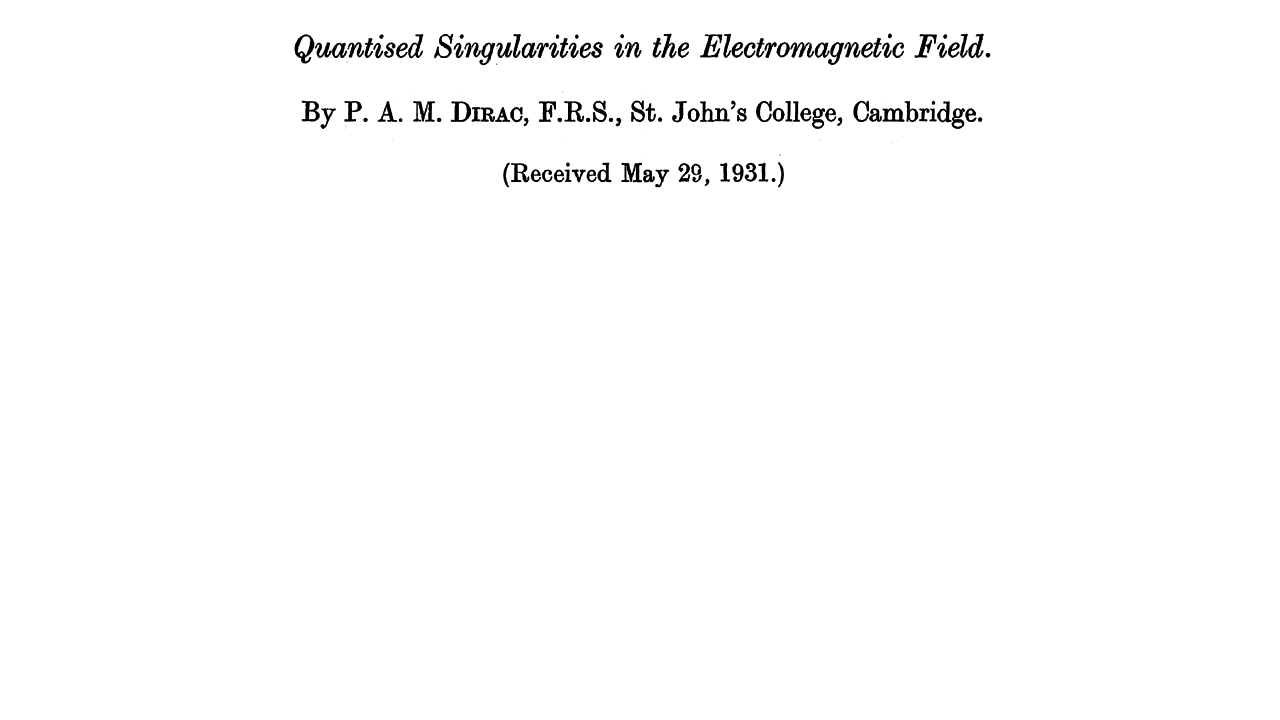 Quantised Singularities in the Electromagnetic Field.
By P. A. M. DIRAC, F.R.S., St. John's College, Cambridge.
(Received May 29, 1931.)